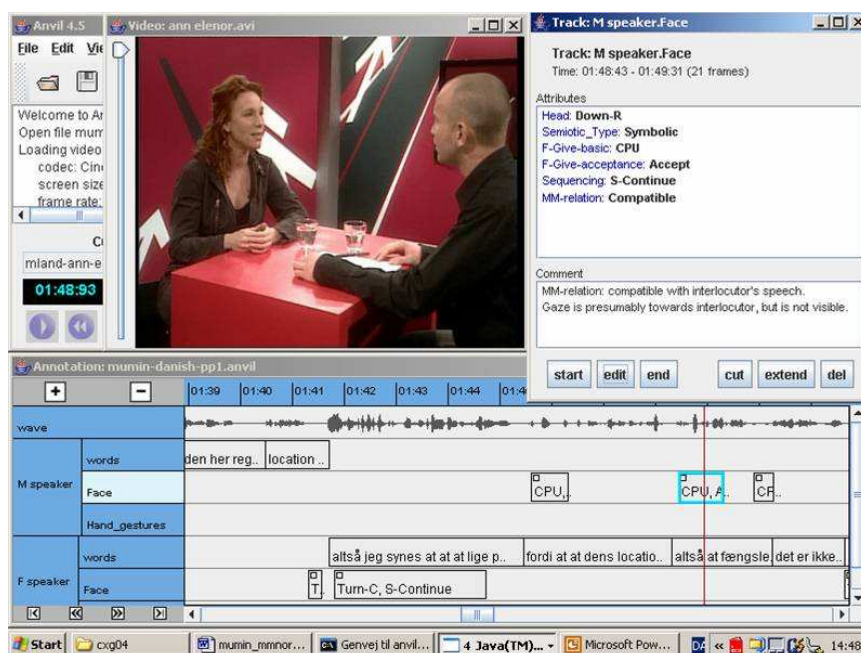 Anvil 4.5
File Edit Vie
Welcome to An
Open file mum
Loading video
codec: Cine
screen size
frame rate:
mland-ann-e
01:48:93
Video: ann elenor.avi
Track: M speaker.Face
Track: M speaker.Face
Time: 01:48:43 - 01:49:31 (21 frames)
Attributes
Head: Down-R
Semiotic_Type: Symbolic
F-Give-basic: CPU
F-Give-acceptance: Accept
Sequencing: S-Continue
MM-relation: Compatible
Comment
MM-relation: compatible with interlocutor's speech.
Gaze is presumably towards interlocutor, but is not visible.
start edit end cut extend del
Annotation: mumin-danish-pp1.anvil
+ - 01:39 01:40 01:41 01:42 01:43 01:44 01:4
wave
M speaker
words den her reg.. location ..
Face CPU,. CPU, A.. CF..
Hand_gestures
F speaker
words altså jeg synes at at at lige p.. fordi at at dens locatio.. altså at fængsle det er ikke..
Face T. Turn-C, S-Continue
Start cxg04 mumin_mmnor... Genvej til anvil... 4 Java(TM)... Microsoft Pow... DA « 14:48